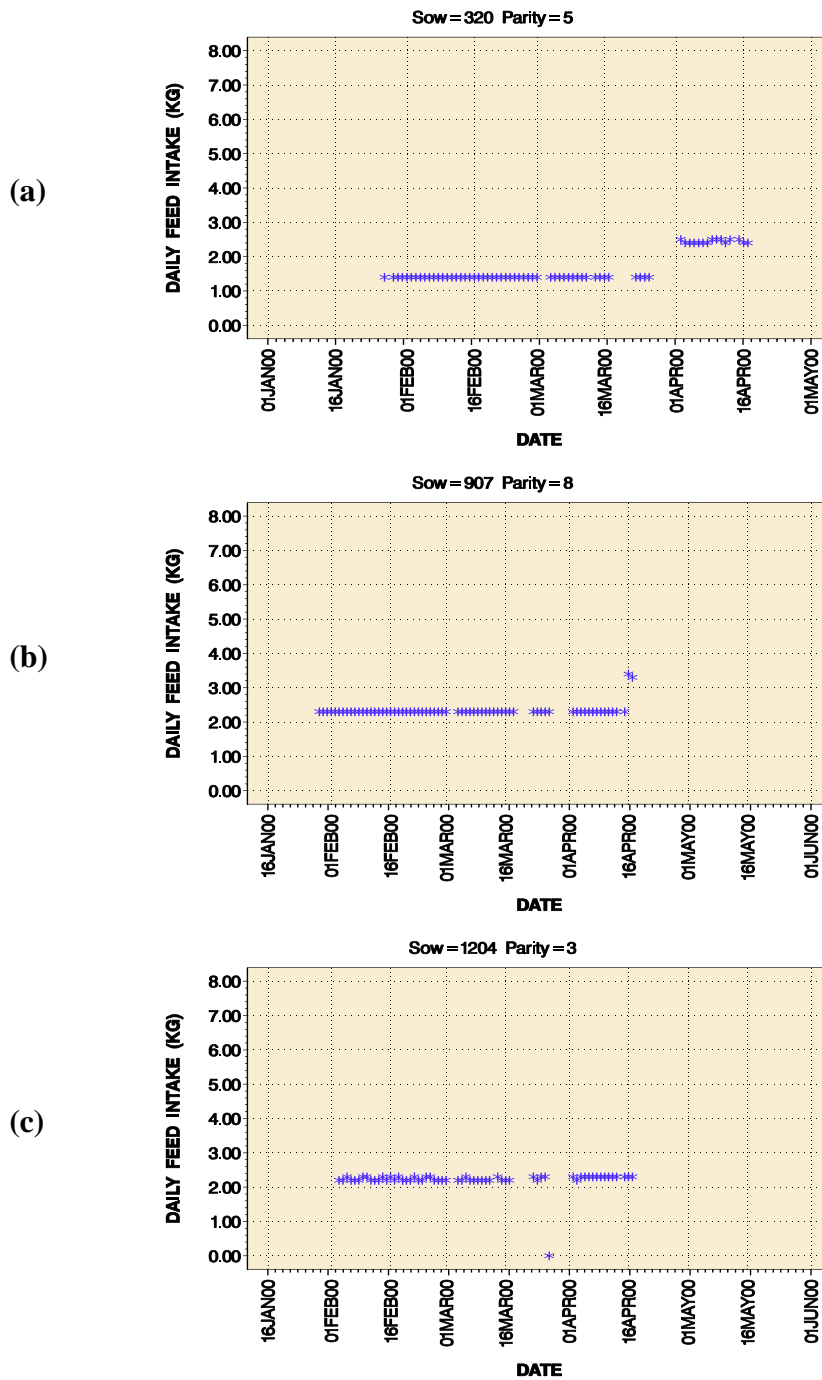 Sow=320 Parity=5
(a)
DAILY FEED INTAKE (KG)
8.00
7.00
6.00
5.00
4.00
3.00
2.00
1.00
0.00
01JAN00 16JAN00 01FEB00 16FEB00 01MAR00 16MAR00 01APR00 16APR00 01MAY00
DATE
Sow=907 Parity=8
(b)
DAILY FEED INTAKE (KG)
8.00
7.00
6.00
5.00
4.00
3.00
2.00
1.00
0.00
16JAN00 01FEB00 16FEB00 01MAR00 16MAR00 01APR00 16APR00 01MAY00 16MAY00 01JUN00
DATE
Sow=1204 Parity=3
(c)
DAILY FEED INTAKE (KG)
8.00
7.00
6.00
5.00
4.00
3.00
2.00
1.00
0.00
16JAN00 01FEB00 16FEB00 01MAR00 16MAR00 01APR00 16APR00 01MAY00 16MAY00 01JUN00
DATE